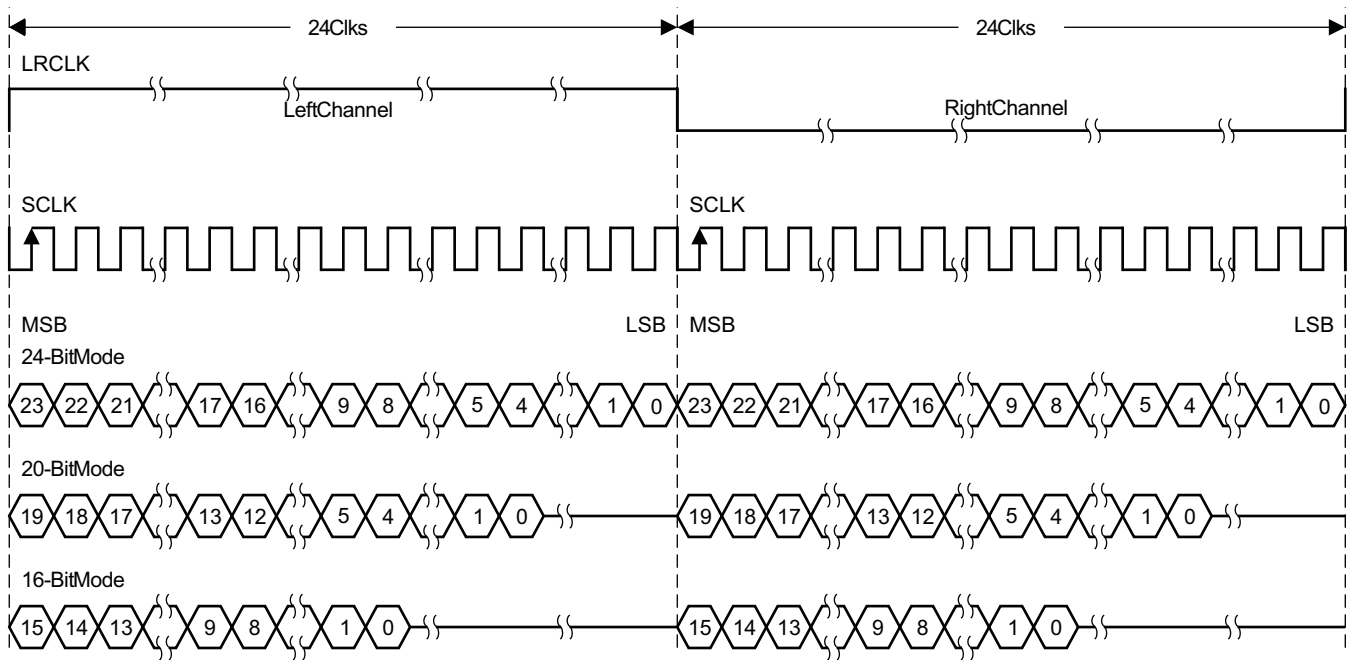 24Clks 24Clks
LRCLK
LeftChannel RightChannel
SCLK SCLK
MSB LSB MSB LSB
24-BitMode
23 22 21 17 16 9 8 5 4 1 0 23 22 21 17 16 9 8 5 4 1 0
20-BitMode
19 18 17 13 12 5 4 1 0 19 18 17 13 12 5 4 1 0
16-BitMode
15 14 13 9 8 1 0 15 14 13 9 8 1 0